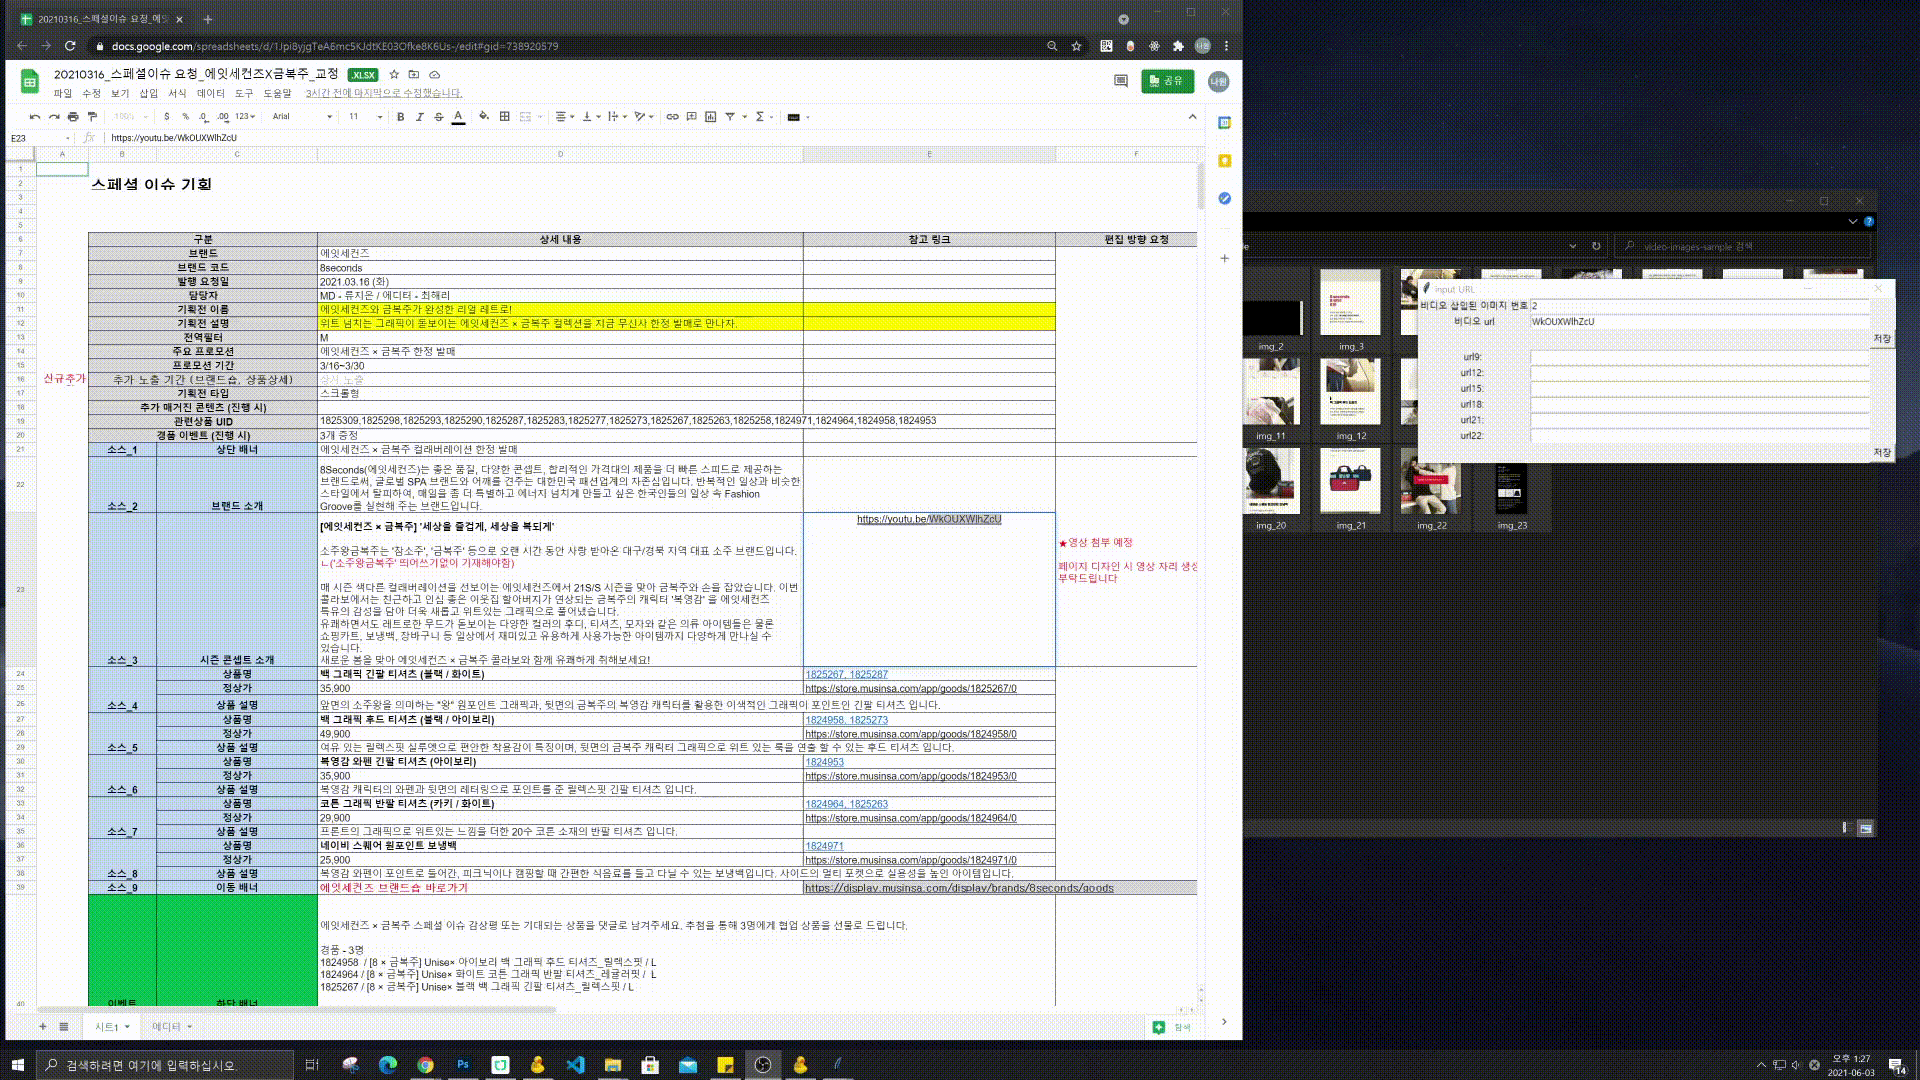 20210316_스페셜이슈 요청_에잇
docs.google.com/spreadsheets/d/1Jpi8yjgTeA6mc5KJdtKE03Ofke8K6Us-/edit#gid=738920579
20210316_스페셜이슈 요청_에잇세컨즈X금복주_교정 .XLSX
공유
나원
파일 수정 보기 삽입 서식 데이터 도구 도움말 3시간 전에 마지막으로 수정했습니다.
100% $ % .0 .00 123 Arial 11
E23 fx https://youtu.be/WkOUXWlhZcU
A B C D E F
스페셜 이슈 기획
구분 상세 내용 참고 링크 편집 방향 요청
브랜드 에잇세컨즈
브랜드 코드 8seconds
발행 요청일 2021.03.16 (화)
담당자 MD - 류지은 / 에디터 - 최해리
기획전 이름 에잇세컨즈와 금복주가 완성한 리얼 레트로!
기획전 설명 위트 넘치는 그래픽이 돋보이는 에잇세컨즈 × 금복주 컬렉션을 지금 무신사 한정 발매로 만나자.
전역필터 M
주요 프로모션 에잇세컨즈 × 금복주 한정 발매
프로모션 기간 3/16~3/30
신규추가 추가 노출 기간 (브랜드숍, 상품상세) 상시 노출
기획전 타입 스크롤형
추가 매거진 콘텐츠 (진행 시)
관련상품 UID 1825309,1825298,1825293,1825290,1825287,1825283,1825277,1825273,1825267,1825263,1825258,1824971,1824964,1824958,1824953
경품 이벤트 (진행 시) 3개 증정
소스_1 상단 배너 에잇세컨즈 × 금복주 컬래버레이션 한정 발매
8Seconds(에잇세컨즈)는 좋은 품질, 다양한 콘셉트, 합리적인 가격대의 제품을 더 빠른 스피드로 제공하는
브랜드로써, 글로벌 SPA 브랜드와 어깨를 견주는 대한민국 패션업계의 자존심입니다. 반복적인 일상과 비슷한
스타일에서 탈피하여, 매일을 좀 더 특별하고 에너지 넘치게 만들고 싶은 한국인들의 일상 속 Fashion
소스_2 브랜드 소개 Groove를 실현해 주는 브랜드입니다.
https://youtu.be/WkOUXWlhZcU
[에잇세컨즈 × 금복주] '세상을 즐겁게, 세상을 복되게'
★영상 첨부 예정
소주왕금복주는 '참소주', '금복주' 등으로 오랜 시간 동안 사랑 받아온 대구/경북 지역 대표 소주 브랜드입니다.
ㄴ('소주왕금복주' 띄어쓰기없이 기재해야함)
페이지 디자인 시 영상 자리 생성
부탁드립니다
매 시즌 색다른 컬래버레이션을 선보이는 에잇세컨즈에서 21S/S 시즌을 맞아 금복주와 손을 잡았습니다. 이번
콜라보에서는 친근하고 인심 좋은 이웃집 할아버지가 연상되는 금복주의 캐릭터 '복영감' 을 에잇세컨즈
특유의 감성을 담아 더욱 새롭고 위트있는 그래픽으로 풀어냈습니다.
유쾌하면서도 레트로한 무드가 돋보이는 다양한 컬러의 후디, 티셔츠, 모자와 같은 의류 아이템들은 물론
쇼핑카트, 보냉백, 장바구니 등 일상에서 재미있고 유용하게 사용가능한 아이템까지 다양하게 만나실 수
있습니다.
소스_3 시즌 콘셉트 소개 새로운 봄을 맞아 에잇세컨즈 × 금복주 콜라보와 함께 유쾌하게 취해보세요!
상품명 백 그래픽 긴팔 티셔츠 (블랙 / 화이트) 1825267, 1825287
정상가 35,900 https://store.musinsa.com/app/goods/1825267/0
소스_4 상품 설명 앞면의 소주왕을 의미하는 "왕" 원포인트 그래픽과, 뒷면의 금복주의 복영감 캐릭터를 활용한 이색적인 그래픽이 포인트인 긴팔 티셔츠 입니다.
상품명 백 그래픽 후드 티셔츠 (블랙 / 아이보리) 1824958, 1825273
정상가 49,900 https://store.musinsa.com/app/goods/1824958/0
소스_5 상품 설명 여유 있는 릴렉스핏 실루엣으로 편안한 착용감이 특징이며, 뒷면의 금복주 캐릭터 그래픽으로 위트 있는 룩을 연출 할 수 있는 후드 티셔츠 입니다.
상품명 복영감 와펜 긴팔 티셔츠 (아이보리) 1824953
정상가 35,900 https://store.musinsa.com/app/goods/1824953/0
소스_6 상품 설명 복영감 캐릭터의 와펜과 뒷면의 레터링으로 포인트를 준 릴렉스핏 긴팔 티셔츠 입니다.
상품명 코튼 그래픽 반팔 티셔츠 (카키 / 화이트) 1824964, 1825263
정상가 29,900 https://store.musinsa.com/app/goods/1824964/0
소스_7 상품 설명 프론트의 그래픽으로 위트있는 느낌을 더한 20수 코튼 소재의 반팔 티셔츠 입니다.
상품명 네이비 스퀘어 원포인트 보냉백 1824971
정상가 25,900 https://store.musinsa.com/app/goods/1824971/0
소스_8 상품 설명 복영감 와펜이 포인트로 들어간, 피크닉이나 캠핑할 때 간편한 식음료를 들고 다닐 수 있는 보냉백입니다. 사이드의 멀티 포켓으로 실용성을 높인 아이템입니다.
소스_9 이동 배너 에잇세컨즈 브랜드숍 바로가기 https://display.musinsa.com/display/brands/8seconds/goods
에잇세컨즈 × 금복주 스페셜 이슈 감상평 또는 기대되는 상품을 댓글로 남겨주세요. 추첨을 통해 3명에게 협업 상품을 선물로 드립니다.
경품 - 3명
1824958 / [8 × 금복주] Unise× 아이보리 백 그래픽 후드 티셔츠_릴렉스핏 / L
1824964 / [8 × 금복주] Unise× 화이트 코튼 그래픽 반팔 티셔츠_레귤러핏 / L
1825267 / [8 × 금복주] Unise× 블랙 백 그래픽 긴팔 티셔츠_릴렉스핏 / L
이벤트 하단 배너
시트1 에디터 탐색
video-images-sample 검색
img_2 img_3
img_11 img_12
img_20 img_21 img_22 img_23
input URL
비디오 삽입된 이미지 번호 2
비디오 url WkOUXWlhZcU
저장
url9:
url12:
url15:
url18:
url21:
url22:
저장
검색하려면 여기에 입력하십시오.
오후 1:27
2021-06-03
14